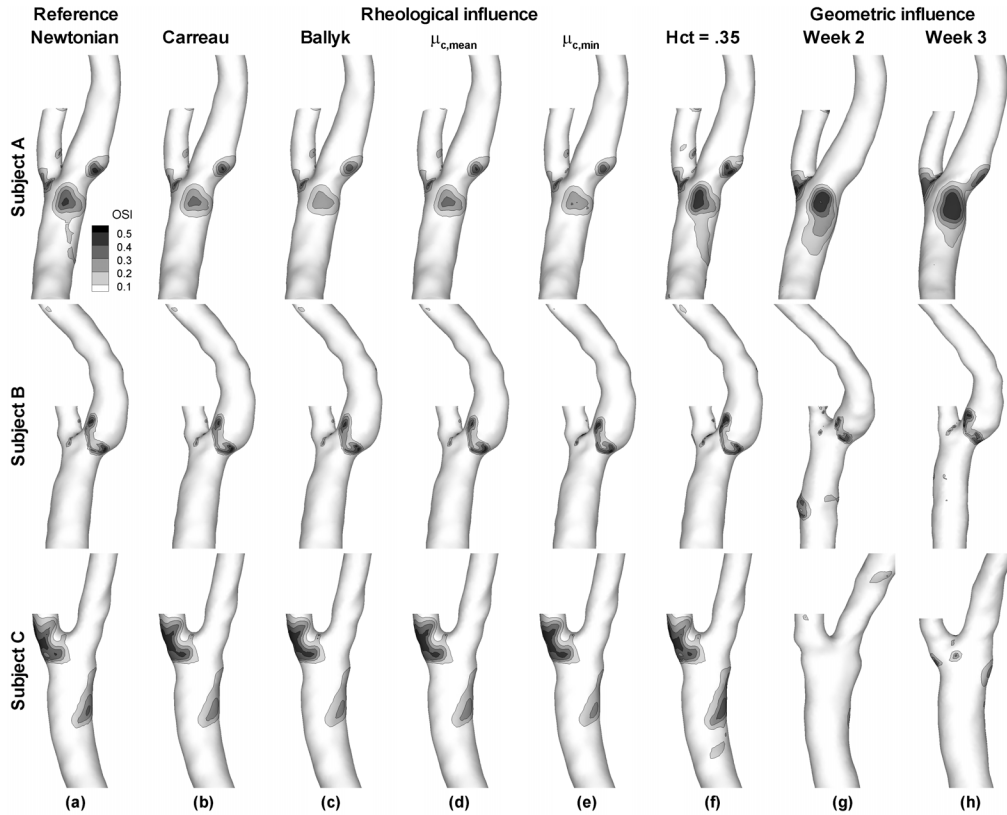 Reference Rheological influence Geometric influence
Newtonian Carreau Ballyk μc,mean μc,min Hct = .35 Week 2 Week 3
Subject A
OSI
0.5
0.4
0.3
0.2
0.1
Subject B
Subject C
(a) (b) (c) (d) (e) (f) (g) (h)